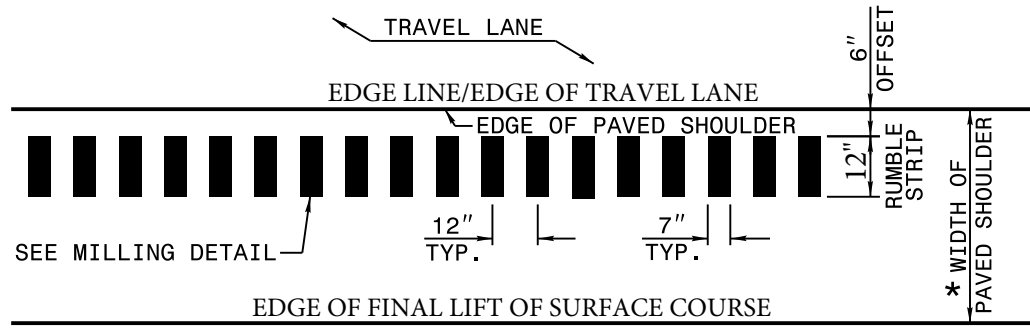 TRAVEL LANE
6"
OFFSET
EDGE LINE/EDGE OF TRAVEL LANE
EDGE OF PAVED SHOULDER
12"
RUMBLE
STRIP
* WIDTH OF
PAVED SHOULDER
SEE MILLING DETAIL
12"
TYP.
7"
TYP.
EDGE OF FINAL LIFT OF SURFACE COURSE